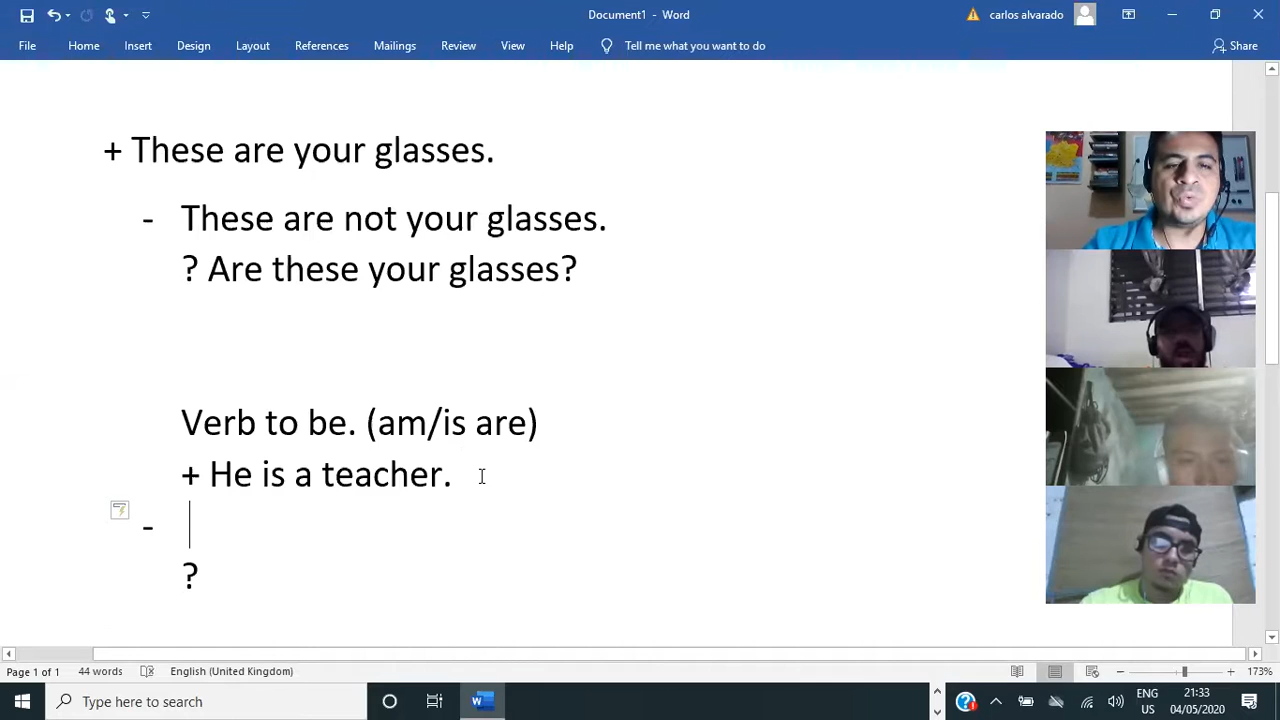 Document1 - Word
carlos alvarado
File Home Insert Design Layout References Mailings Review View Help Tell me what you want to do Share
+ These are your glasses.
- These are not your glasses.
? Are these your glasses?
Verb to be. (am/is are)
+ He is a teacher.
-
?
Page 1 of 1 44 words English (United Kingdom) 173%
Type here to search
ENG 21:33
US 04/05/2020